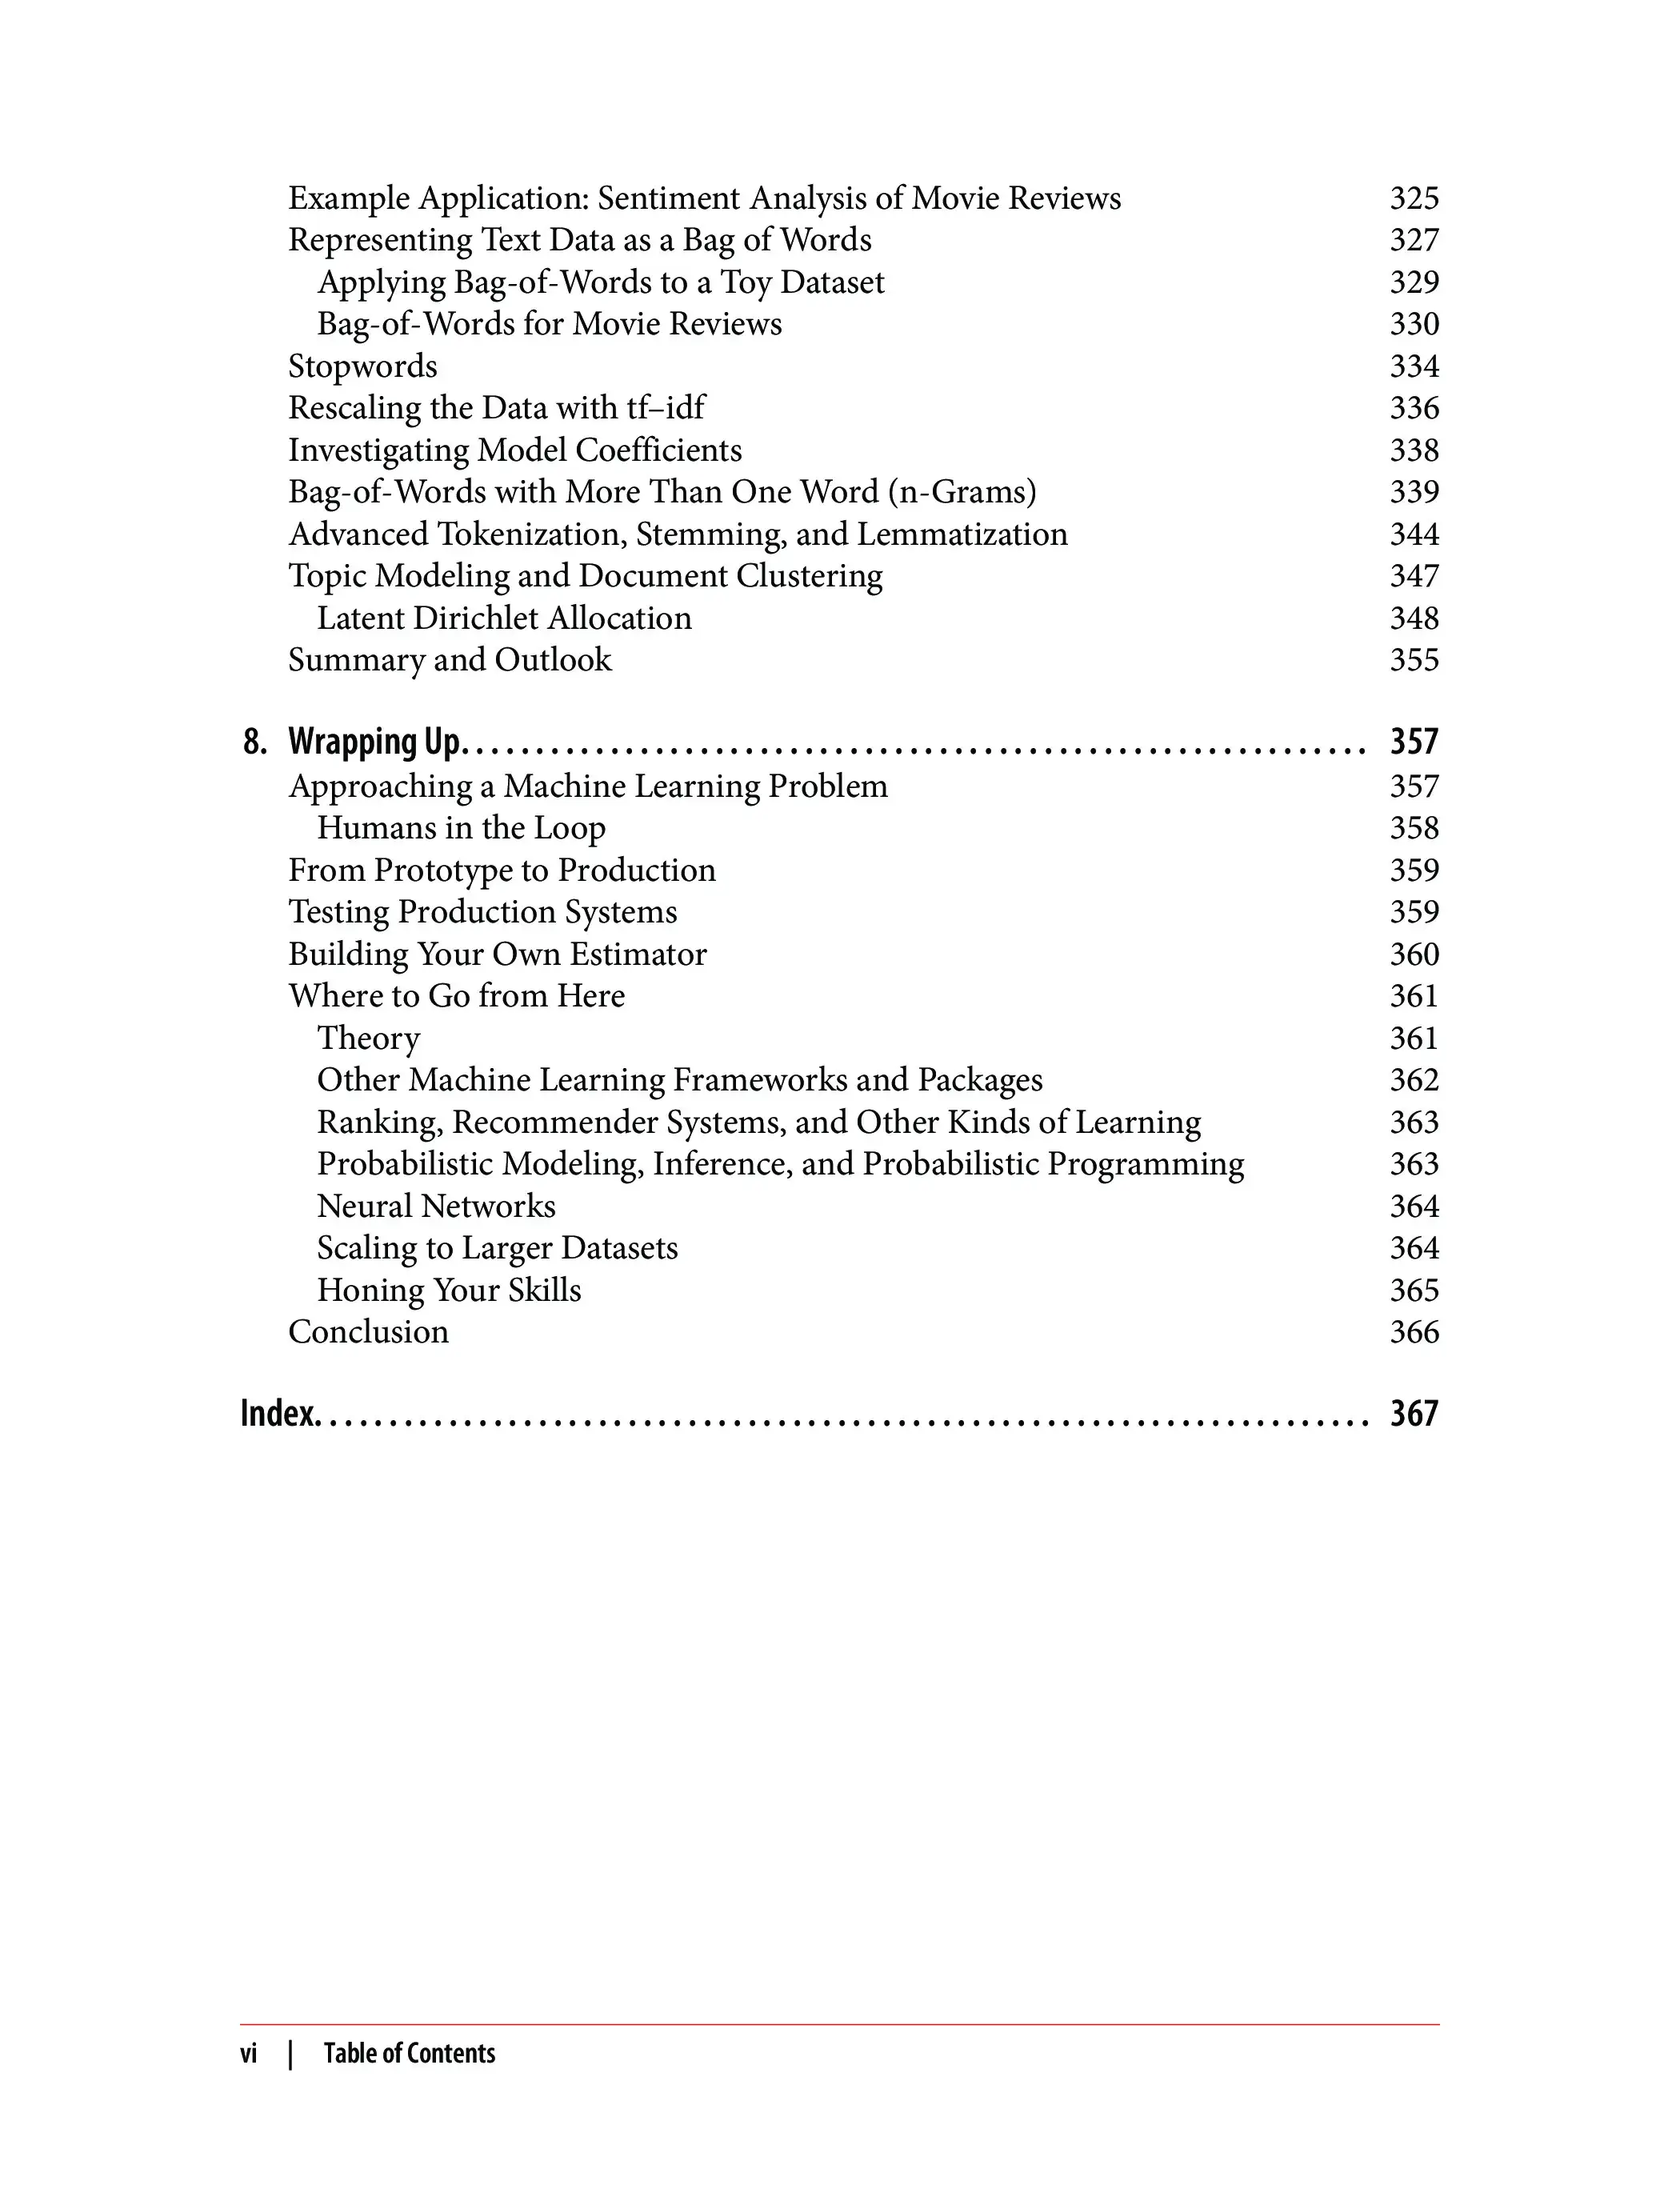 Example Application: Sentiment Analysis of Movie Reviews 325
Representing Text Data as a Bag of Words 327
Applying Bag-of-Words to a Toy Dataset 329
Bag-of-Words for Movie Reviews 330
Stopwords 334
Rescaling the Data with tf–idf 336
Investigating Model Coefficients 338
Bag-of-Words with More Than One Word (n-Grams) 339
Advanced Tokenization, Stemming, and Lemmatization 344
Topic Modeling and Document Clustering 347
Latent Dirichlet Allocation 348
Summary and Outlook 355
8. Wrapping Up. . . . . . . . . . . . . . . . . . . . . . . . . . . . . . . . . . . . . . . . . . . . . . . . . . . . . . . . . . . . . 357
Approaching a Machine Learning Problem 357
Humans in the Loop 358
From Prototype to Production 359
Testing Production Systems 359
Building Your Own Estimator 360
Where to Go from Here 361
Theory 361
Other Machine Learning Frameworks and Packages 362
Ranking, Recommender Systems, and Other Kinds of Learning 363
Probabilistic Modeling, Inference, and Probabilistic Programming 363
Neural Networks 364
Scaling to Larger Datasets 364
Honing Your Skills 365
Conclusion 366
Index. . . . . . . . . . . . . . . . . . . . . . . . . . . . . . . . . . . . . . . . . . . . . . . . . . . . . . . . . . . . . . . . . . . . . . . 367
vi | Table of Contents